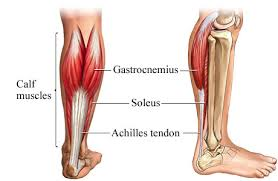 Calf
muscles
Gastrocnemius
Soleus
Achilles tendon